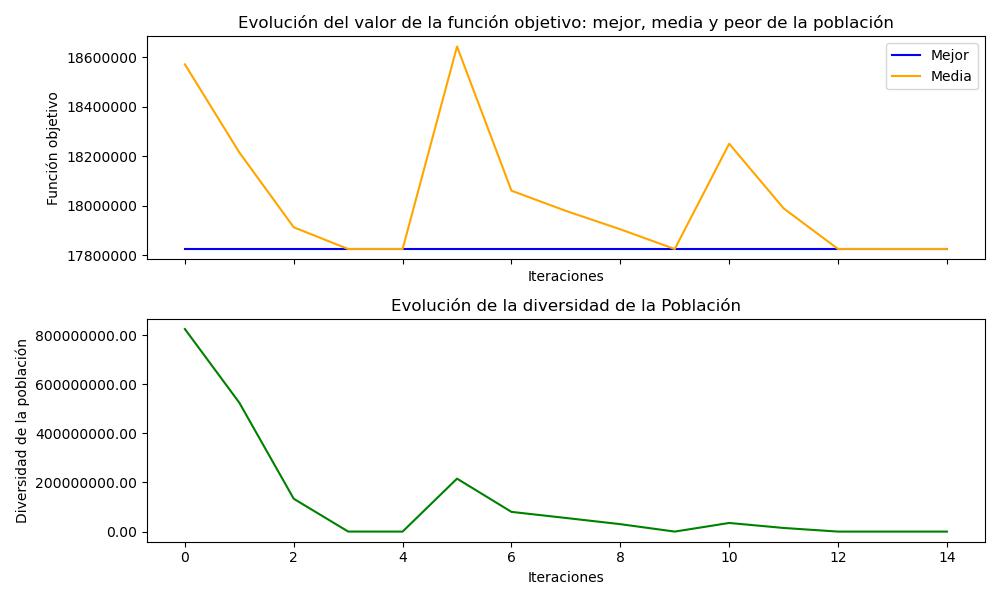 Evolución del valor de la función objetivo: mejor, media y peor de la población
Función objetivo
18600000
18400000
18200000
18000000
17800000
Mejor
Media
Iteraciones
Evolución de la diversidad de la Población
Diversidad de la población
800000000.00
600000000.00
400000000.00
200000000.00
0.00
0 2 4 6 8 10 12 14
Iteraciones